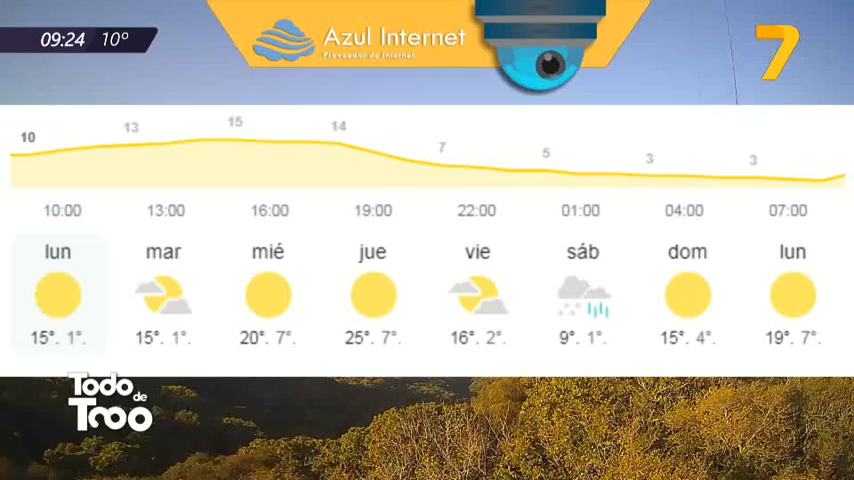 09:24 10°
Azul Internet
Proveedor de Internet
7
10 13 15 14 7 5 3 3
10:00 13:00 16:00 19:00 22:00 01:00 04:00 07:00
lun mar mié jue vie sáb dom lun
15°. 1°. 15°. 1°. 20°. 7°. 25°. 7°. 16°. 2°. 9°. 1°. 15°. 4°. 19°. 7°.
Todo
de
Tooo